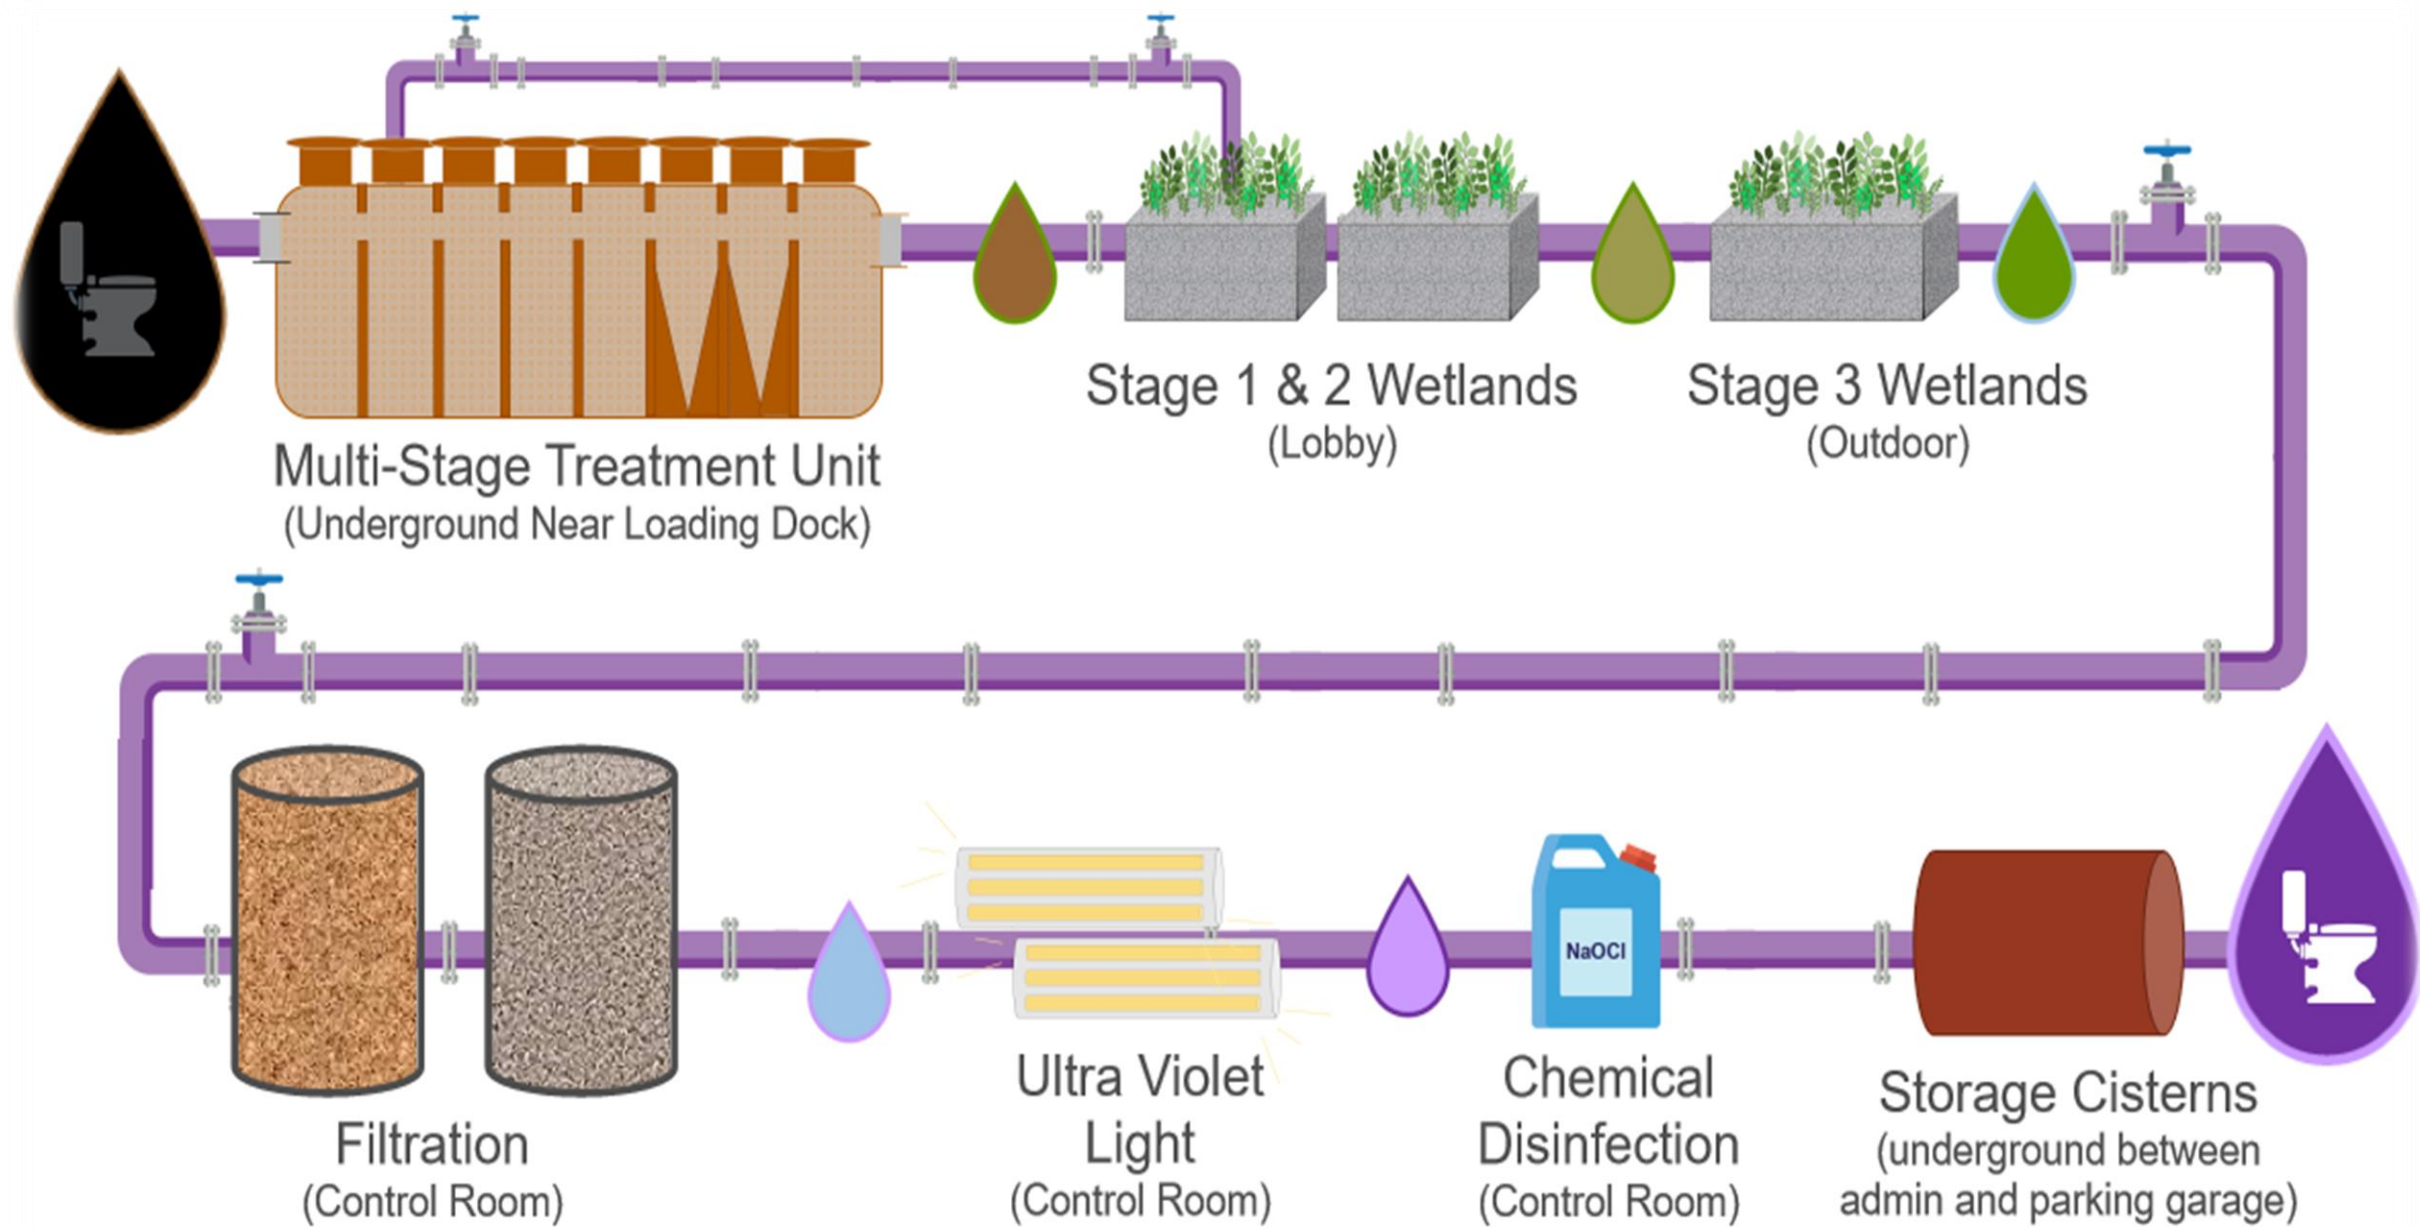 Multi-Stage Treatment Unit
(Underground Near Loading Dock)
Stage 1 & 2 Wetlands
(Lobby)
Stage 3 Wetlands
(Outdoor)
Filtration
(Control Room)
Ultra Violet
Light
(Control Room)
NaOCl
Chemical
Disinfection
(Control Room)
Storage Cisterns
(underground between
admin and parking garage)